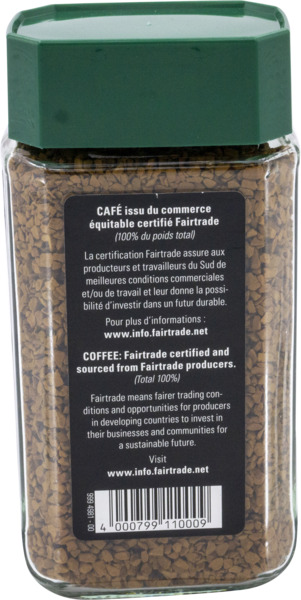 CAFÉ issu du commerce
équitable certifié Fairtrade
(100% du poids total)
La certification Fairtrade assure aux
producteurs et travailleurs du Sud de
meilleures conditions commerciales
et/ou de travail et leur donne la possi-
bilité d'investir dans un futur durable.
Pour plus d'informations :
www.info.fairtrade.net
COFFEE: Fairtrade certified and
sourced from Fairtrade producers.
(Total 100%)
Fairtrade means fairer trading con-
ditions and opportunities for producers
in developing countries to invest in
their businesses and communities for
a sustainable future.
Visit
www.info.fairtrade.net
999 4981 - 00
4 000799 110009